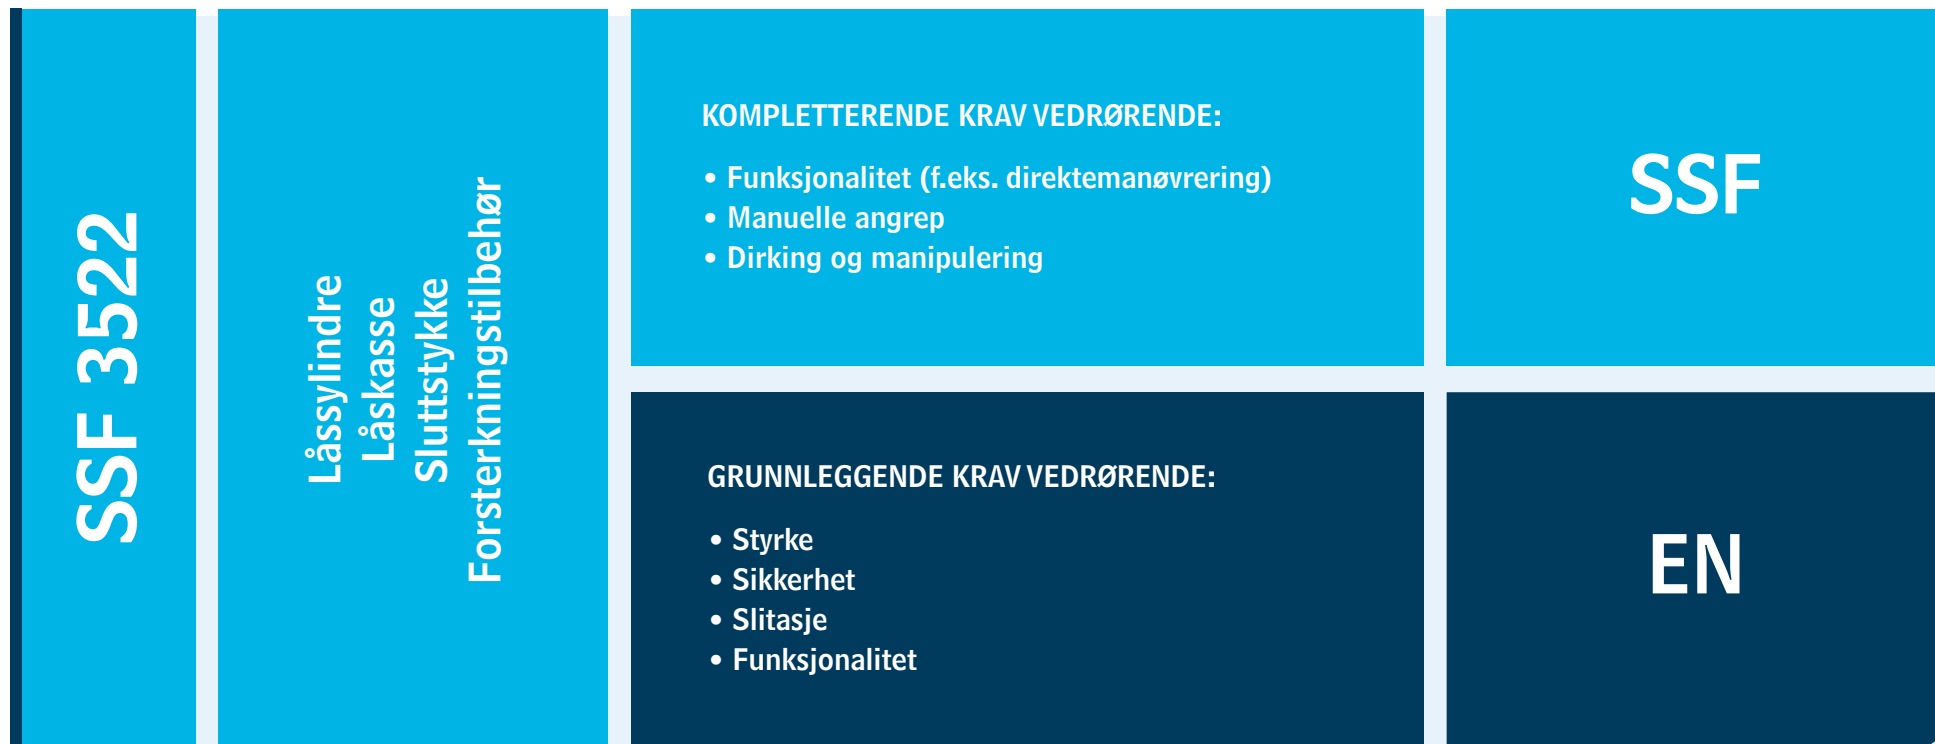 SSF 3522
Låssylindre
Låskasse
Sluttstykke
Forsterkningstilbehør
KOMPLETTERENDE KRAV VEDRØRENDE:
• Funksjonalitet (f.eks. direktemanøvrering)
• Manuelle angrep
• Dirking og manipulering
SSF
GRUNNLEGGENDE KRAV VEDRØRENDE:
• Styrke
• Sikkerhet
• Slitasje
• Funksjonalitet
EN